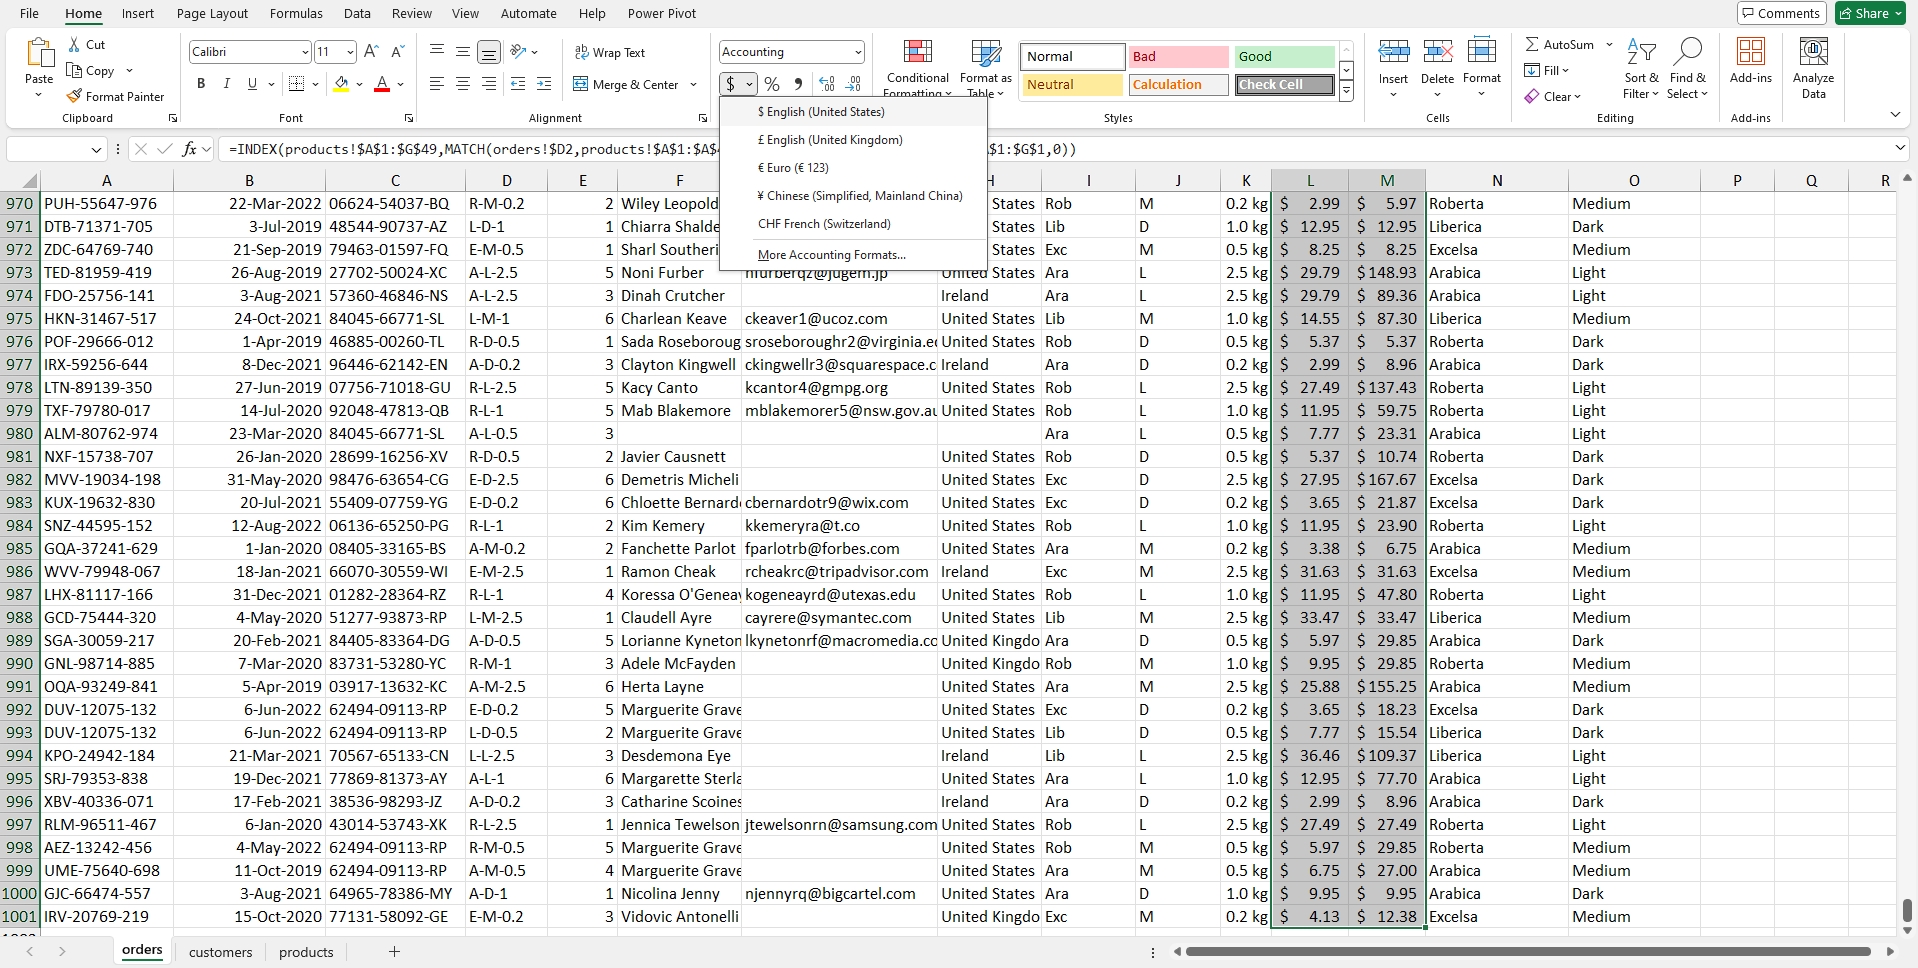 File Home Insert Page Layout Formulas Data Review View Automate Help Power Pivot Comments Share
Paste Cut Copy Format Painter Clipboard
Calibri 11 A A B I U A Font
ab Wrap Text Merge & Center Alignment
Accounting $ % , .00
Conditional Formatting Format as Table
Normal Bad Good
Neutral Calculation Check Cell
Styles
Insert Delete Format Cells
AutoSum Fill Clear Sort & Filter Find & Select Editing
Add-ins Add-ins
Analyze Data
$ English (United States)
£ English (United Kingdom)
€ Euro (€ 123)
¥ Chinese (Simplified, Mainland China)
CHF French (Switzerland)
More Accounting Formats...
fx =INDEX(products!$A$1:$G$49,MATCH(orders!$D2,products!$A$1:$A$ $1:$G$1,0))
A B C D E F H I J K L M N O P Q R
970 PUH-55647-976 22-Mar-2022 06624-54037-BQ R-M-0.2 2 Wiley Leopold States Rob M 0.2 kg $ 2.99 $ 5.97 Roberta Medium
971 DTB-71371-705 3-Jul-2019 48544-90737-AZ L-D-1 1 Chiarra Shalde States Lib D 1.0 kg $ 12.95 $ 12.95 Liberica Dark
972 ZDC-64769-740 21-Sep-2019 79463-01597-FQ E-M-0.5 1 Sharl Southeri States Exc M 0.5 kg $ 8.25 $ 8.25 Excelsa Medium
973 TED-81959-419 26-Aug-2019 27702-50024-XC A-L-2.5 5 Noni Furber nfurberqz@jugem.jp United States Ara L 2.5 kg $ 29.79 $ 148.93 Arabica Light
974 FDO-25756-141 3-Aug-2021 57360-46846-NS A-L-2.5 3 Dinah Crutcher Ireland Ara L 2.5 kg $ 29.79 $ 89.36 Arabica Light
975 HKN-31467-517 24-Oct-2021 84045-66771-SL L-M-1 6 Charlean Keave ckeaver1@ucoz.com United States Lib M 1.0 kg $ 14.55 $ 87.30 Liberica Medium
976 POF-29666-012 1-Apr-2019 46885-00260-TL R-D-0.5 1 Sada Roseboroug sroseboroughr2@virginia.e United States Rob D 0.5 kg $ 5.37 $ 5.37 Roberta Dark
977 IRX-59256-644 8-Dec-2021 96446-62142-EN A-D-0.2 3 Clayton Kingwell ckingwellr3@squarespace.c Ireland Ara D 0.2 kg $ 2.99 $ 8.96 Arabica Dark
978 LTN-89139-350 27-Jun-2019 07756-71018-GU R-L-2.5 5 Kacy Canto kcantor4@gmpg.org United States Rob L 2.5 kg $ 27.49 $ 137.43 Roberta Light
979 TXF-79780-017 14-Jul-2020 92048-47813-QB R-L-1 5 Mab Blakemore mblakemorer5@nsw.gov.au United States Rob L 1.0 kg $ 11.95 $ 59.75 Roberta Light
980 ALM-80762-974 23-Mar-2020 84045-66771-SL A-L-0.5 3 Ara L 0.5 kg $ 7.77 $ 23.31 Arabica Light
981 NXF-15738-707 26-Jan-2020 28699-16256-XV R-D-0.5 2 Javier Causnett United States Rob D 0.5 kg $ 5.37 $ 10.74 Roberta Dark
982 MVV-19034-198 31-May-2020 98476-63654-CG E-D-2.5 6 Demetris Micheli United States Exc D 2.5 kg $ 27.95 $ 167.67 Excelsa Dark
983 KUX-19632-830 20-Jul-2021 55409-07759-YG E-D-0.2 6 Chloette Bernard cbernardotr9@wix.com United States Exc D 0.2 kg $ 3.65 $ 21.87 Excelsa Dark
984 SNZ-44595-152 12-Aug-2022 06136-65250-PG R-L-1 2 Kim Kemery kkemeryra@t.co United States Rob L 1.0 kg $ 11.95 $ 23.90 Roberta Light
985 GQA-37241-629 1-Jan-2020 08405-33165-BS A-M-0.2 2 Fanchette Parlot fparlotrb@forbes.com United States Ara M 0.2 kg $ 3.38 $ 6.75 Arabica Medium
986 WVV-79948-067 18-Jan-2021 66070-30559-WI E-M-2.5 1 Ramon Cheak rcheakrc@tripadvisor.com Ireland Exc M 2.5 kg $ 31.63 $ 31.63 Excelsa Medium
987 LHX-81117-166 31-Dec-2021 01282-28364-RZ R-L-1 4 Koressa O'Geneay kogeneayrd@utexas.edu United States Rob L 1.0 kg $ 11.95 $ 47.80 Roberta Light
988 GCD-75444-320 4-May-2020 51277-93873-RP L-M-2.5 1 Claudell Ayre cayrere@symantec.com United States Lib M 2.5 kg $ 33.47 $ 33.47 Liberica Medium
989 SGA-30059-217 20-Feb-2021 84405-83364-DG A-D-0.5 5 Lorianne Kyneton lkynetonrf@macromedia.co United Kingdo Ara D 0.5 kg $ 5.97 $ 29.85 Arabica Dark
990 GNL-98714-885 7-Mar-2020 83731-53280-YC R-M-1 3 Adele McFayden United Kingdo Rob M 1.0 kg $ 9.95 $ 29.85 Roberta Medium
991 OQA-93249-841 5-Apr-2019 03917-13632-KC A-M-2.5 6 Herta Layne United States Ara M 2.5 kg $ 25.88 $ 155.25 Arabica Medium
992 DUV-12075-132 6-Jun-2022 62494-09113-RP E-D-0.2 5 Marguerite Grave United States Exc D 0.2 kg $ 3.65 $ 18.23 Excelsa Dark
993 DUV-12075-132 6-Jun-2022 62494-09113-RP L-D-0.5 2 Marguerite Grave United States Lib D 0.5 kg $ 7.77 $ 15.54 Liberica Dark
994 KPO-24942-184 21-Mar-2021 70567-65133-CN L-L-2.5 3 Desdemona Eye Ireland Lib L 2.5 kg $ 36.46 $ 109.37 Liberica Light
995 SRJ-79353-838 19-Dec-2021 77869-81373-AY A-L-1 6 Margarette Sterla United States Ara L 1.0 kg $ 12.95 $ 77.70 Arabica Light
996 XBV-40336-071 17-Feb-2021 38536-98293-JZ A-D-0.2 3 Catharine Scoines Ireland Ara D 0.2 kg $ 2.99 $ 8.96 Arabica Dark
997 RLM-96511-467 6-Jan-2020 43014-53743-XK R-L-2.5 1 Jennica Tewelson jtewelsonrn@samsung.com United States Rob L 2.5 kg $ 27.49 $ 27.49 Roberta Light
998 AEZ-13242-456 4-May-2022 62494-09113-RP R-M-0.5 5 Marguerite Grave United States Rob M 0.5 kg $ 5.97 $ 29.85 Roberta Medium
999 UME-75640-698 11-Oct-2019 62494-09113-RP A-M-0.5 4 Marguerite Grave United States Ara M 0.5 kg $ 6.75 $ 27.00 Arabica Medium
1000 GJC-66474-557 3-Aug-2021 64965-78386-MY A-D-1 1 Nicolina Jenny njennyrq@bigcartel.com United States Ara D 1.0 kg $ 9.95 $ 9.95 Arabica Dark
1001 IRV-20769-219 15-Oct-2020 77131-58092-GE E-M-0.2 3 Vidovic Antonelli United Kingdo Exc M 0.2 kg $ 4.13 $ 12.38 Excelsa Medium
orders customers products +